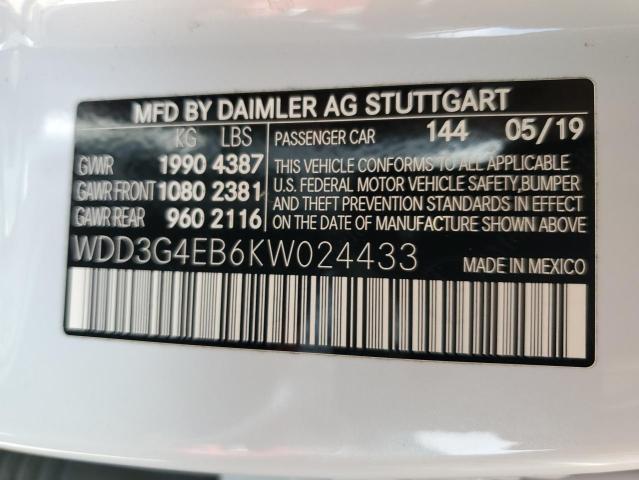 MFD BY DAIMLER AG STUTTGART
KG LBS PASSENGER CAR 144 05/19
GVWR 1990 4387
GAWR FRONT 1080 2381
GAWR REAR 960 2116
THIS VEHICLE CONFORMS TO ALL APPLICABLE
U.S. FEDERAL MOTOR VEHICLE SAFETY,BUMPER
AND THEFT PREVENTION STANDARDS IN EFFECT
ON THE DATE OF MANUFACTURE SHOWN ABOVE
WDD3G4EB6KW024433 MADE IN MEXICO